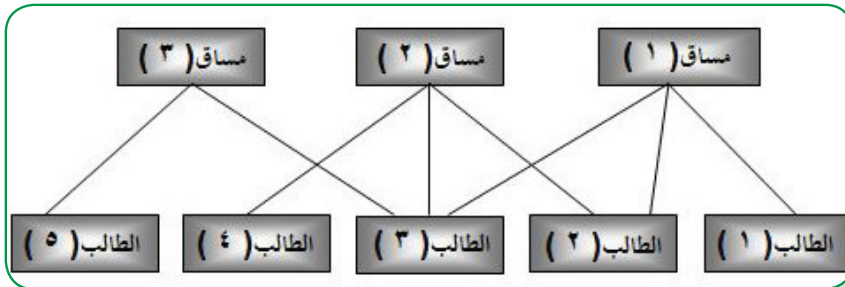 مساق( ١ ) مساق( ٢ ) مساق( ٣ )
الطالب( ١ ) الطالب( ٢ ) الطالب( ٣ ) الطالب( ٤ ) الطالب( ٥ )